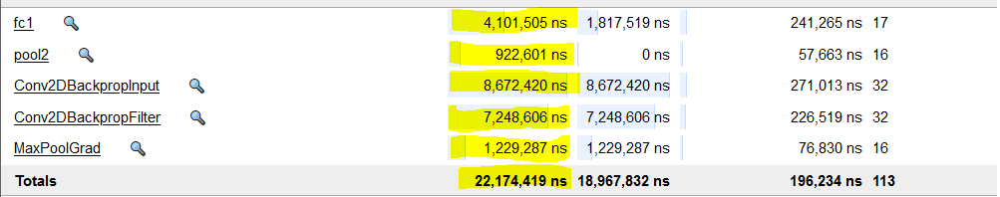 fc1 4,101,505 ns 1,817,519 ns 241,265 ns 17
pool2 922,601 ns 0 ns 57,663 ns 16
Conv2DBackpropInput 8,672,420 ns 8,672,420 ns 271,013 ns 32
Conv2DBackpropFilter 7,248,606 ns 7,248,606 ns 226,519 ns 32
MaxPoolGrad 1,229,287 ns 1,229,287 ns 76,830 ns 16
Totals 22,174,419 ns 18,967,832 ns 196,234 ns 113